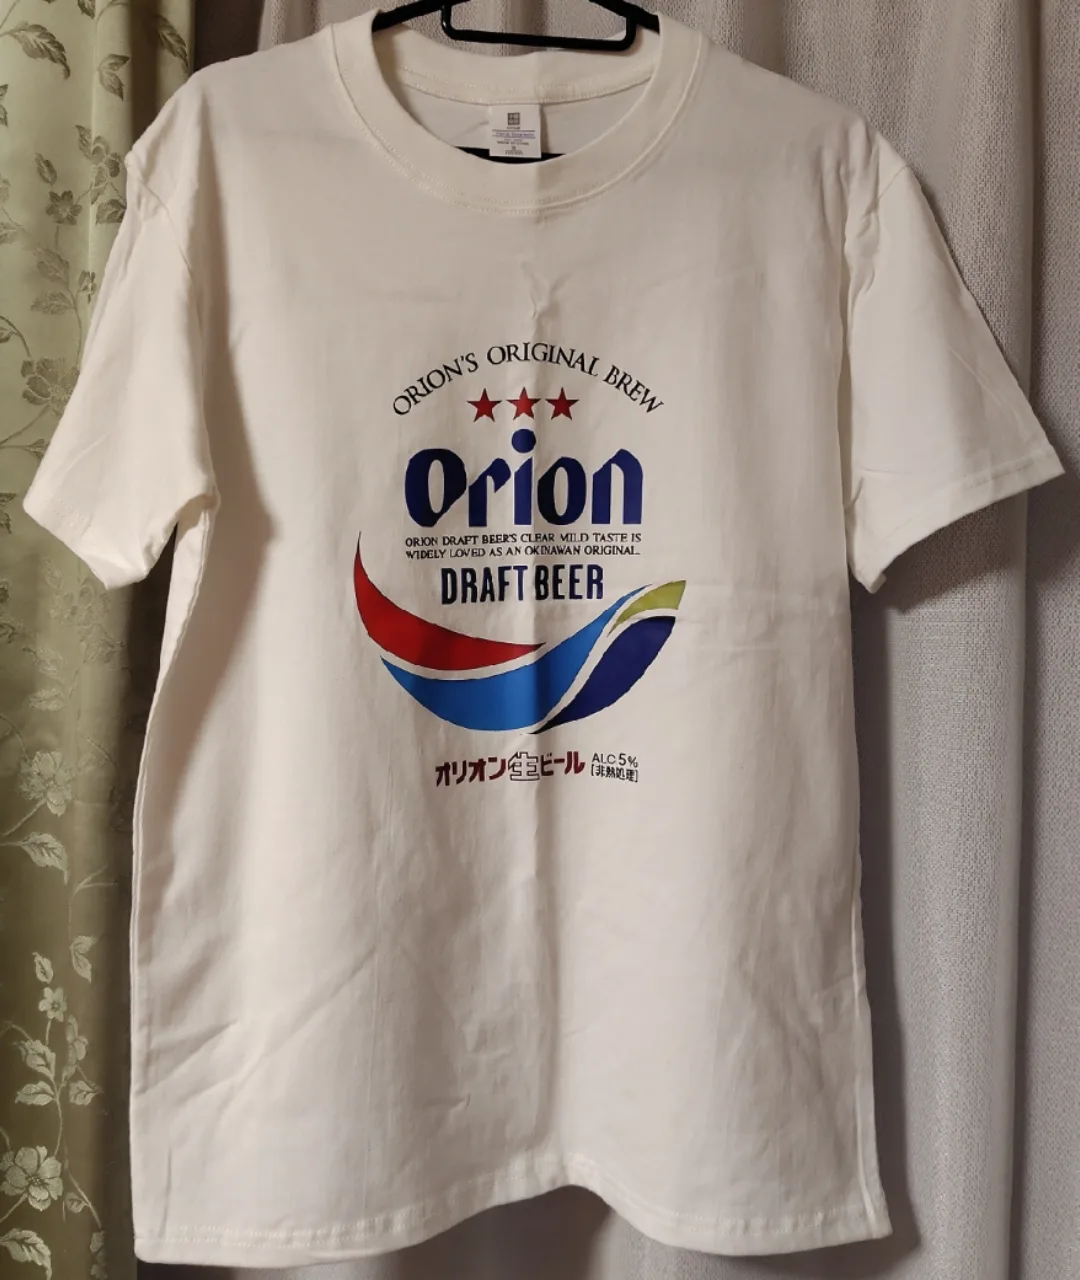 ORION'S ORIGINAL BREW
Orion
ORION DRAFT BEER'S CLEAR MILD TASTE IS
WIDELY LOVED AS AN OKINAWAN ORIGINAL.
DRAFT BEER
オリオン生ビール
ALC 5%
[非熱処理]